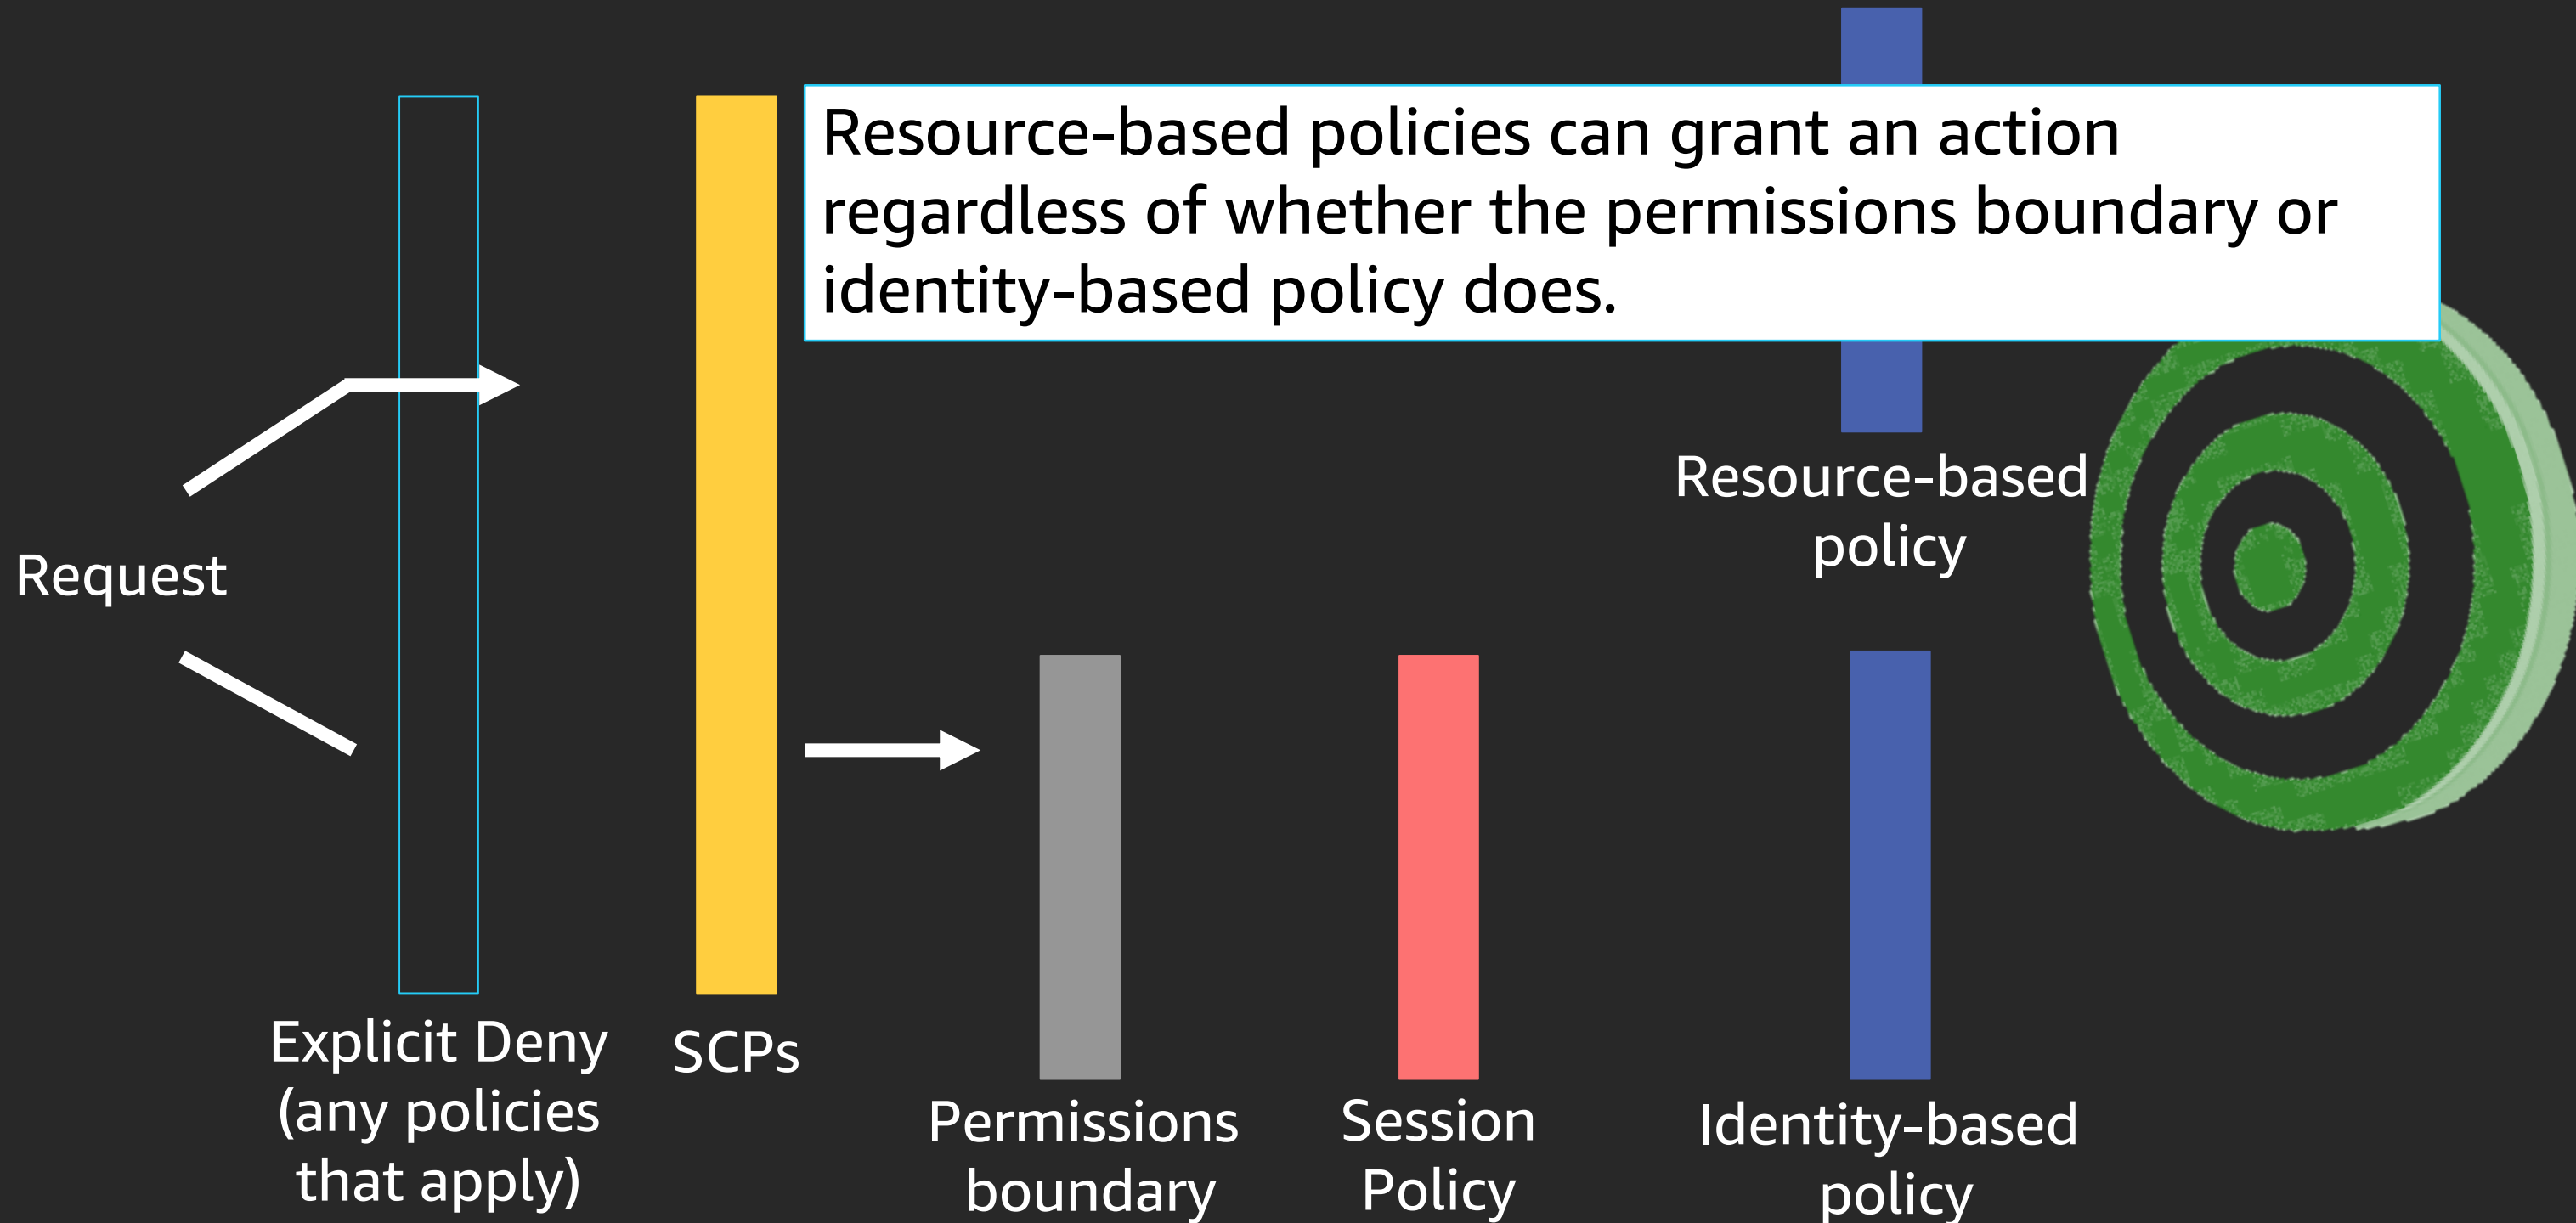 Resource-based policies can grant an action
regardless of whether the permissions boundary or
identity-based policy does.
Resource-based
policy
Request
Explicit Deny
(any policies
that apply)
SCPs
Permissions
boundary
Session
Policy
Identity-based
policy